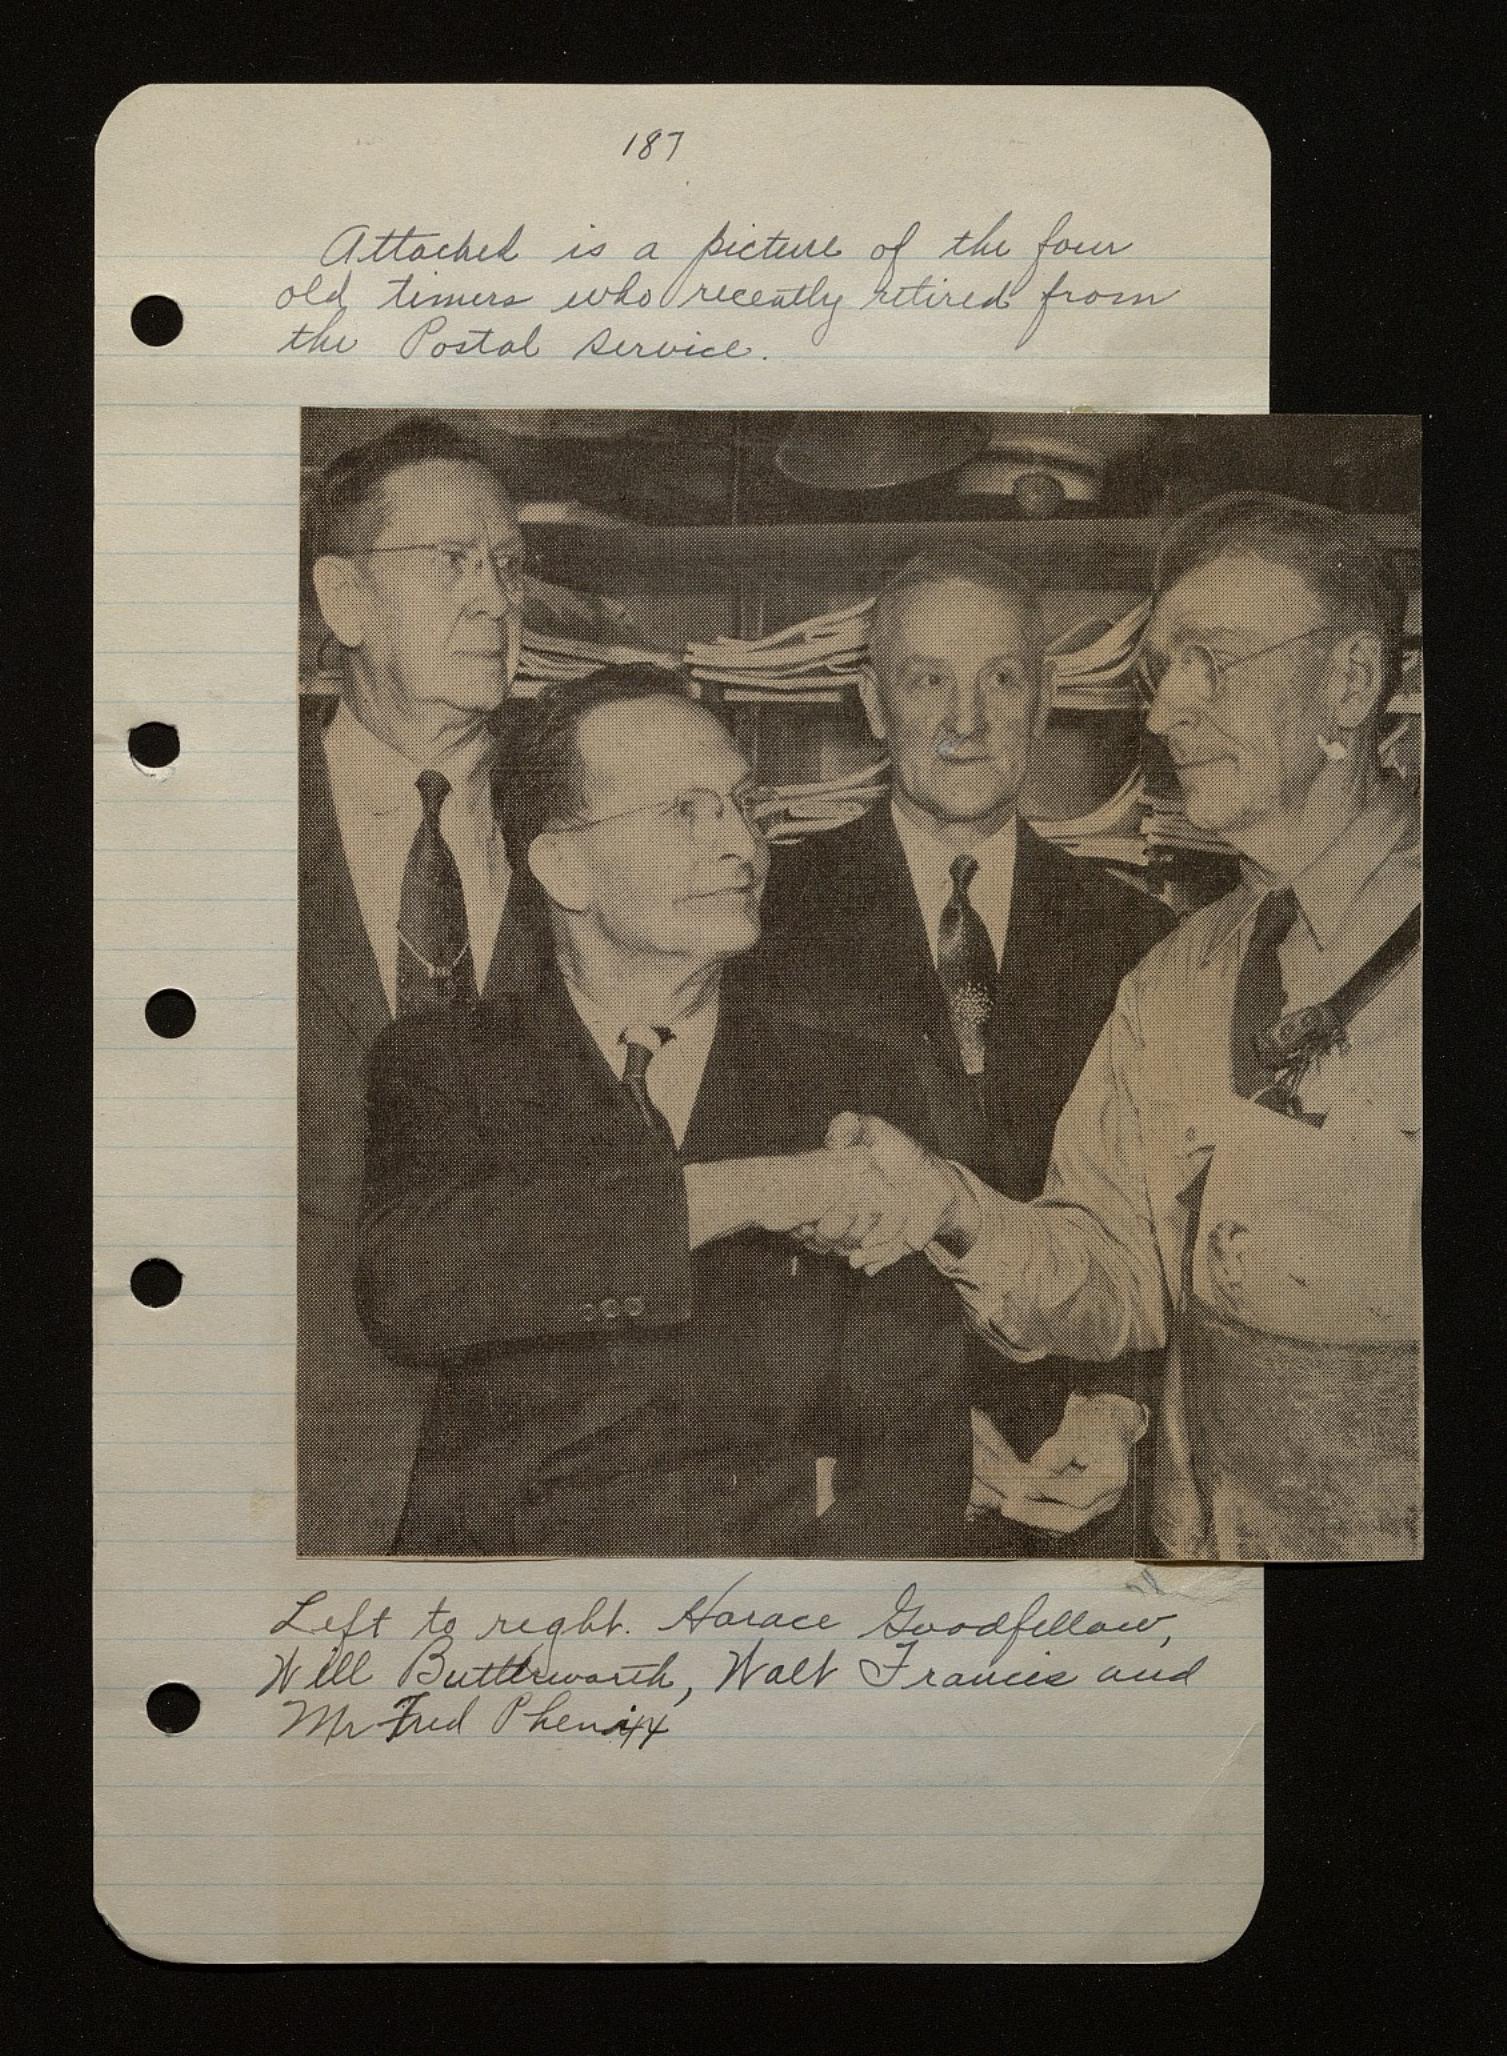 187
Attached is a picture of the four
old timers who recently retired from
the Postal Service.
Left to right. Horace Goodfellow,
Will Butterworth, Walt Francis and
Mr Fred Phenix